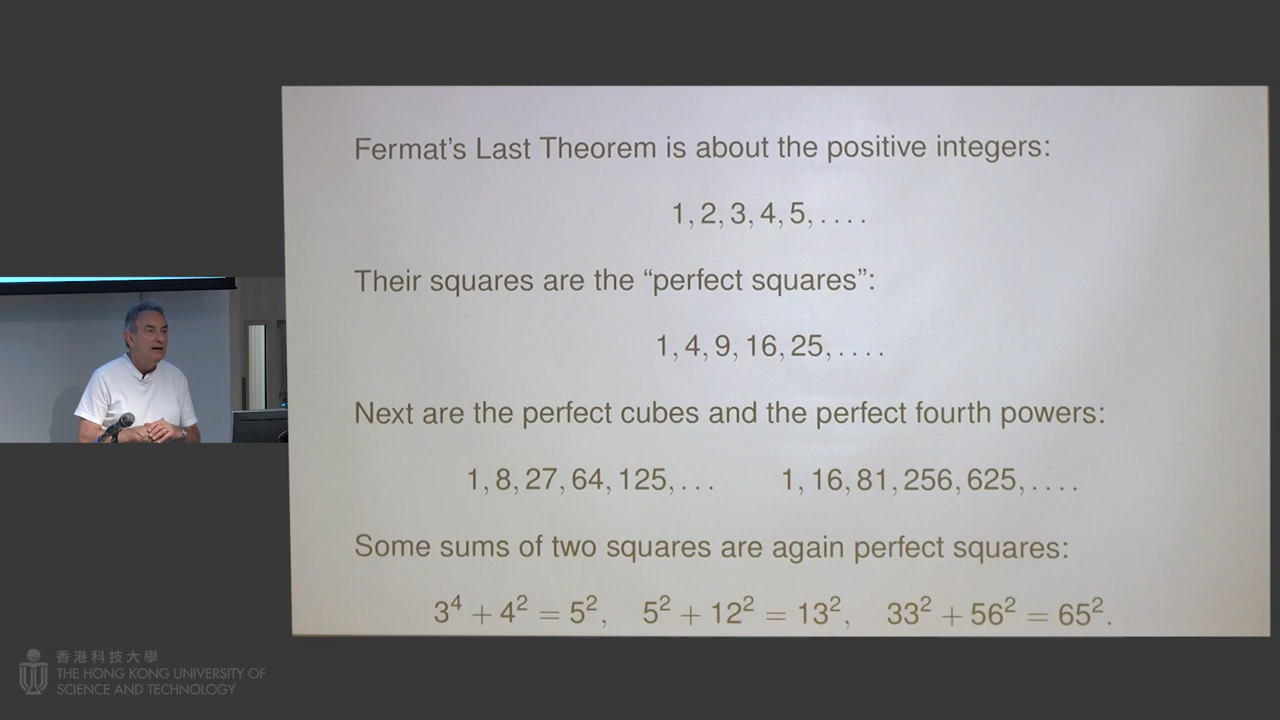 Fermat's Last Theorem is about the positive integers:
1, 2, 3, 4, 5, . . . .
Their squares are the “perfect squares”:
1, 4, 9, 16, 25, . . . .
Next are the perfect cubes and the perfect fourth powers:
1, 8, 27, 64, 125, . . .    1, 16, 81, 256, 625, . . . .
Some sums of two squares are again perfect squares:
3⁴ + 4² = 5²,  5² + 12² = 13²,  33² + 56² = 65².
香港科技大學
THE HONG KONG UNIVERSITY OF
SCIENCE AND TECHNOLOGY